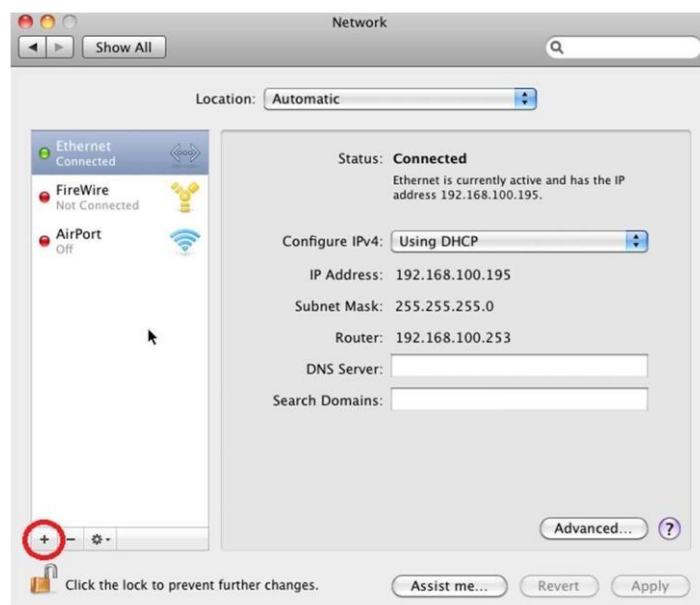 Network
Show All
Location: Automatic
Ethernet
Connected
FireWire
Not Connected
AirPort
Off
Status: Connected
Ethernet is currently active and has the IP
address 192.168.100.195.
Configure IPv4: Using DHCP
IP Address: 192.168.100.195
Subnet Mask: 255.255.255.0
Router: 192.168.100.253
DNS Server:
Search Domains:
+ −
Advanced... ?
Click the lock to prevent further changes.
Assist me... Revert Apply